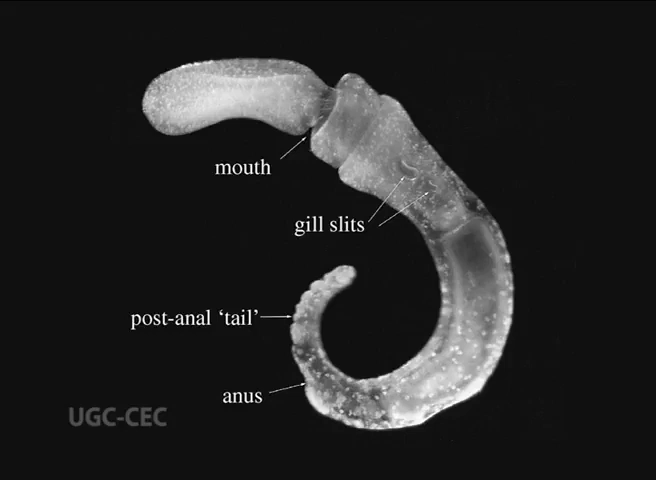 mouth
gill slits
post-anal ‘tail’
anus
UGC-CEC